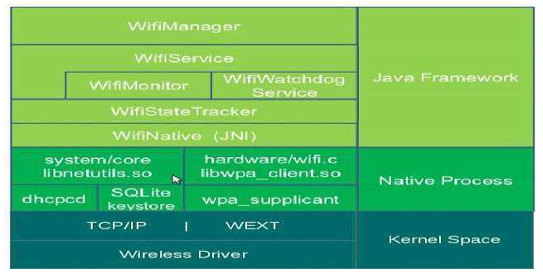 WifiManager
WifiService
WifiMonitor
WifiWatchdog
Service
WifiStateTracker
WifiNative (JNI)
Java Framework
system/core
libnetutils.so
hardware/wifi.c
libwpa_client.so
dhcpcd
SQLite
keystore
wpa_supplicant
Native Process
TCP/IP | WEXT
Wireless Driver
Kernel Space